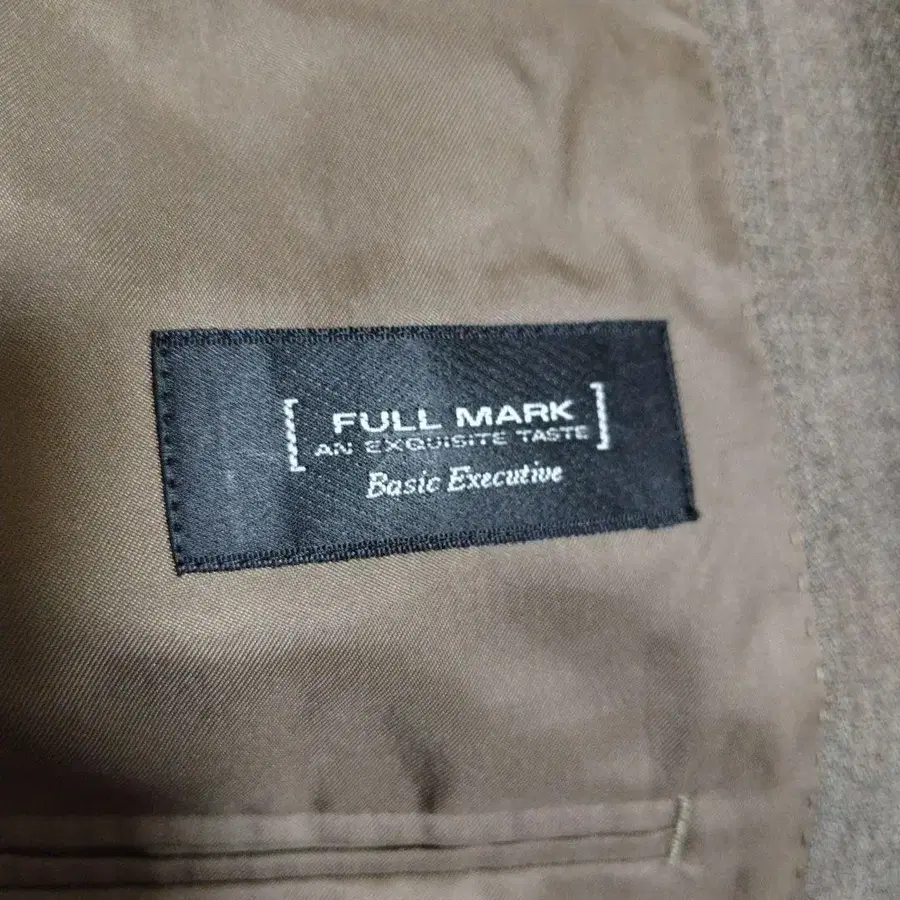 FULL MARK
AN EXQUISITE TASTE
Basic Executive